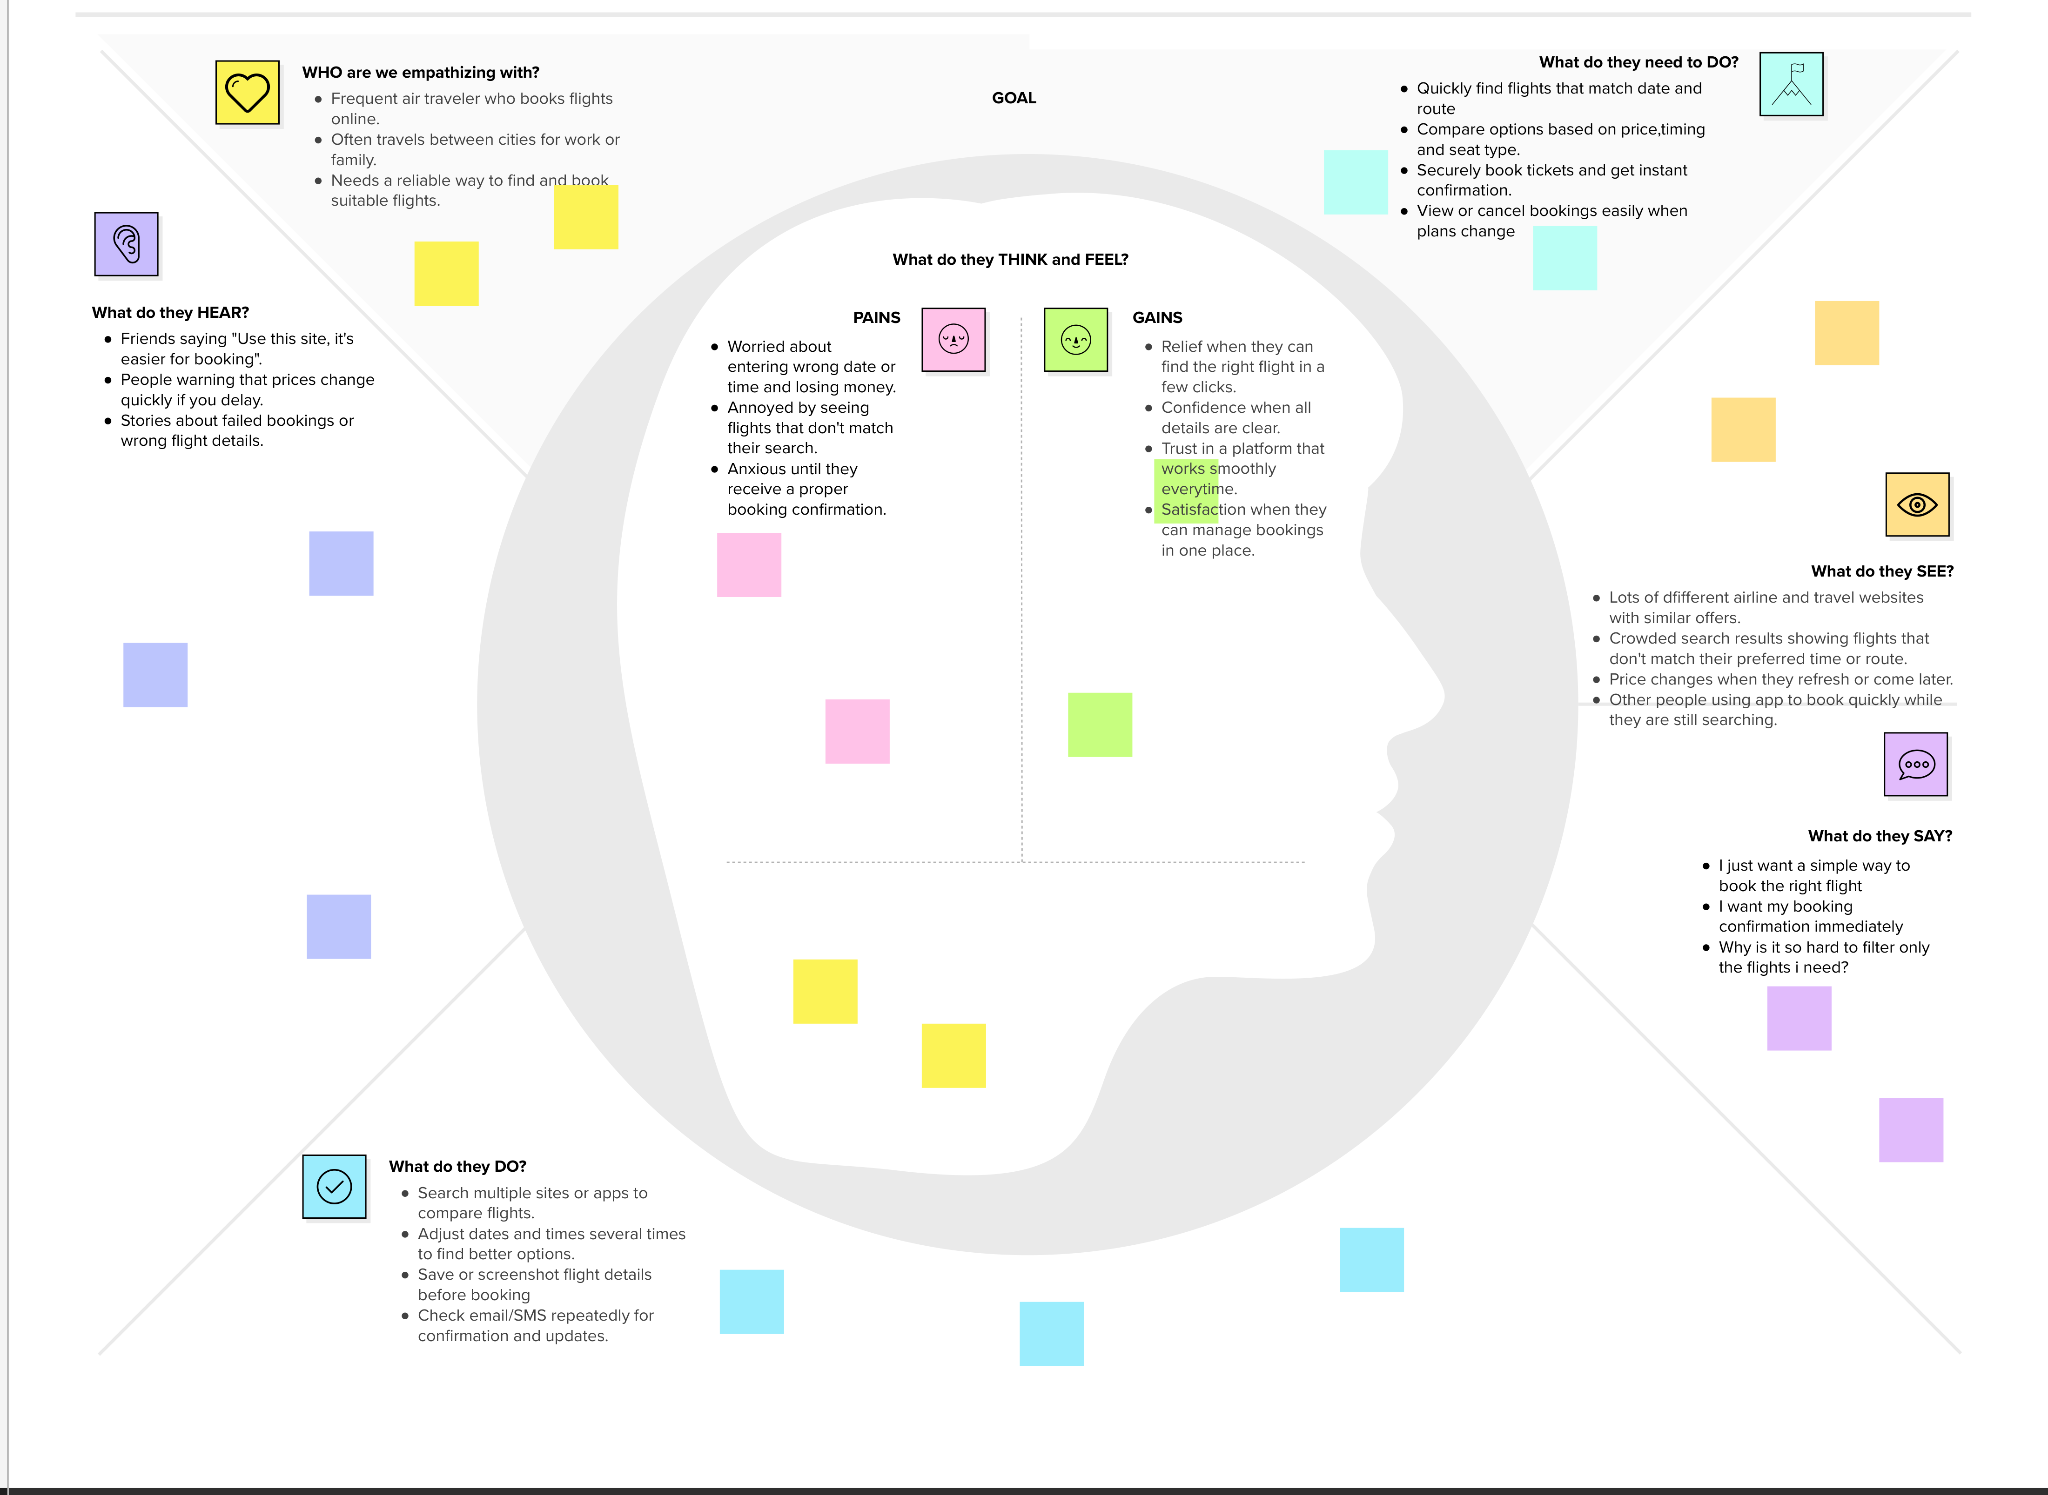 WHO are we empathizing with?
● Frequent air traveler who books flights
online.
● Often travels between cities for work or
family.
● Needs a reliable way to find and book
suitable flights.
GOAL
What do they need to DO?
● Quickly find flights that match date and
route
● Compare options based on price,timing
and seat type.
● Securely book tickets and get instant
confirmation.
● View or cancel bookings easily when
plans change
What do they HEAR?
● Friends saying "Use this site, it's
easier for booking".
● People warning that prices change
quickly if you delay.
● Stories about failed bookings or
wrong flight details.
What do they THINK and FEEL?
PAINS
● Worried about
entering wrong date or
time and losing money.
● Annoyed by seeing
flights that don't match
their search.
● Anxious until they
receive a proper
booking confirmation.
GAINS
● Relief when they can
find the right flight in a
few clicks.
● Confidence when all
details are clear.
● Trust in a platform that
works smoothly
everytime.
● Satisfaction when they
can manage bookings
in one place.
What do they SEE?
● Lots of dfifferent airline and travel websites
with similar offers.
● Crowded search results showing flights that
don't match their preferred time or route.
● Price changes when they refresh or come later.
● Other people using app to book quickly while
they are still searching.
What do they SAY?
● I just want a simple way to
book the right flight
● I want my booking
confirmation immediately
● Why is it so hard to filter only
the flights i need?
What do they DO?
● Search multiple sites or apps to
compare flights.
● Adjust dates and times several times
to find better options.
● Save or screenshot flight details
before booking
● Check email/SMS repeatedly for
confirmation and updates.